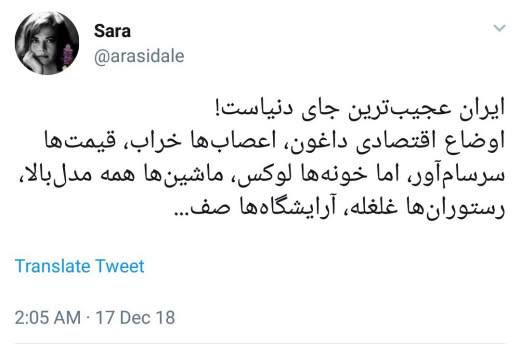 Sara
@arasidale
ایران عجیب‌ترین جای دنیاست!
اوضاع اقتصادی داغون، اعصاب‌ها خراب، قیمت‌ها
سرسام‌آور، اما خونه‌ها لوکس، ماشین‌ها همه مدل‌بالا،
رستوران‌ها غلغله، آرایشگاه‌ها صف...
Translate Tweet
2:05 AM · 17 Dec 18